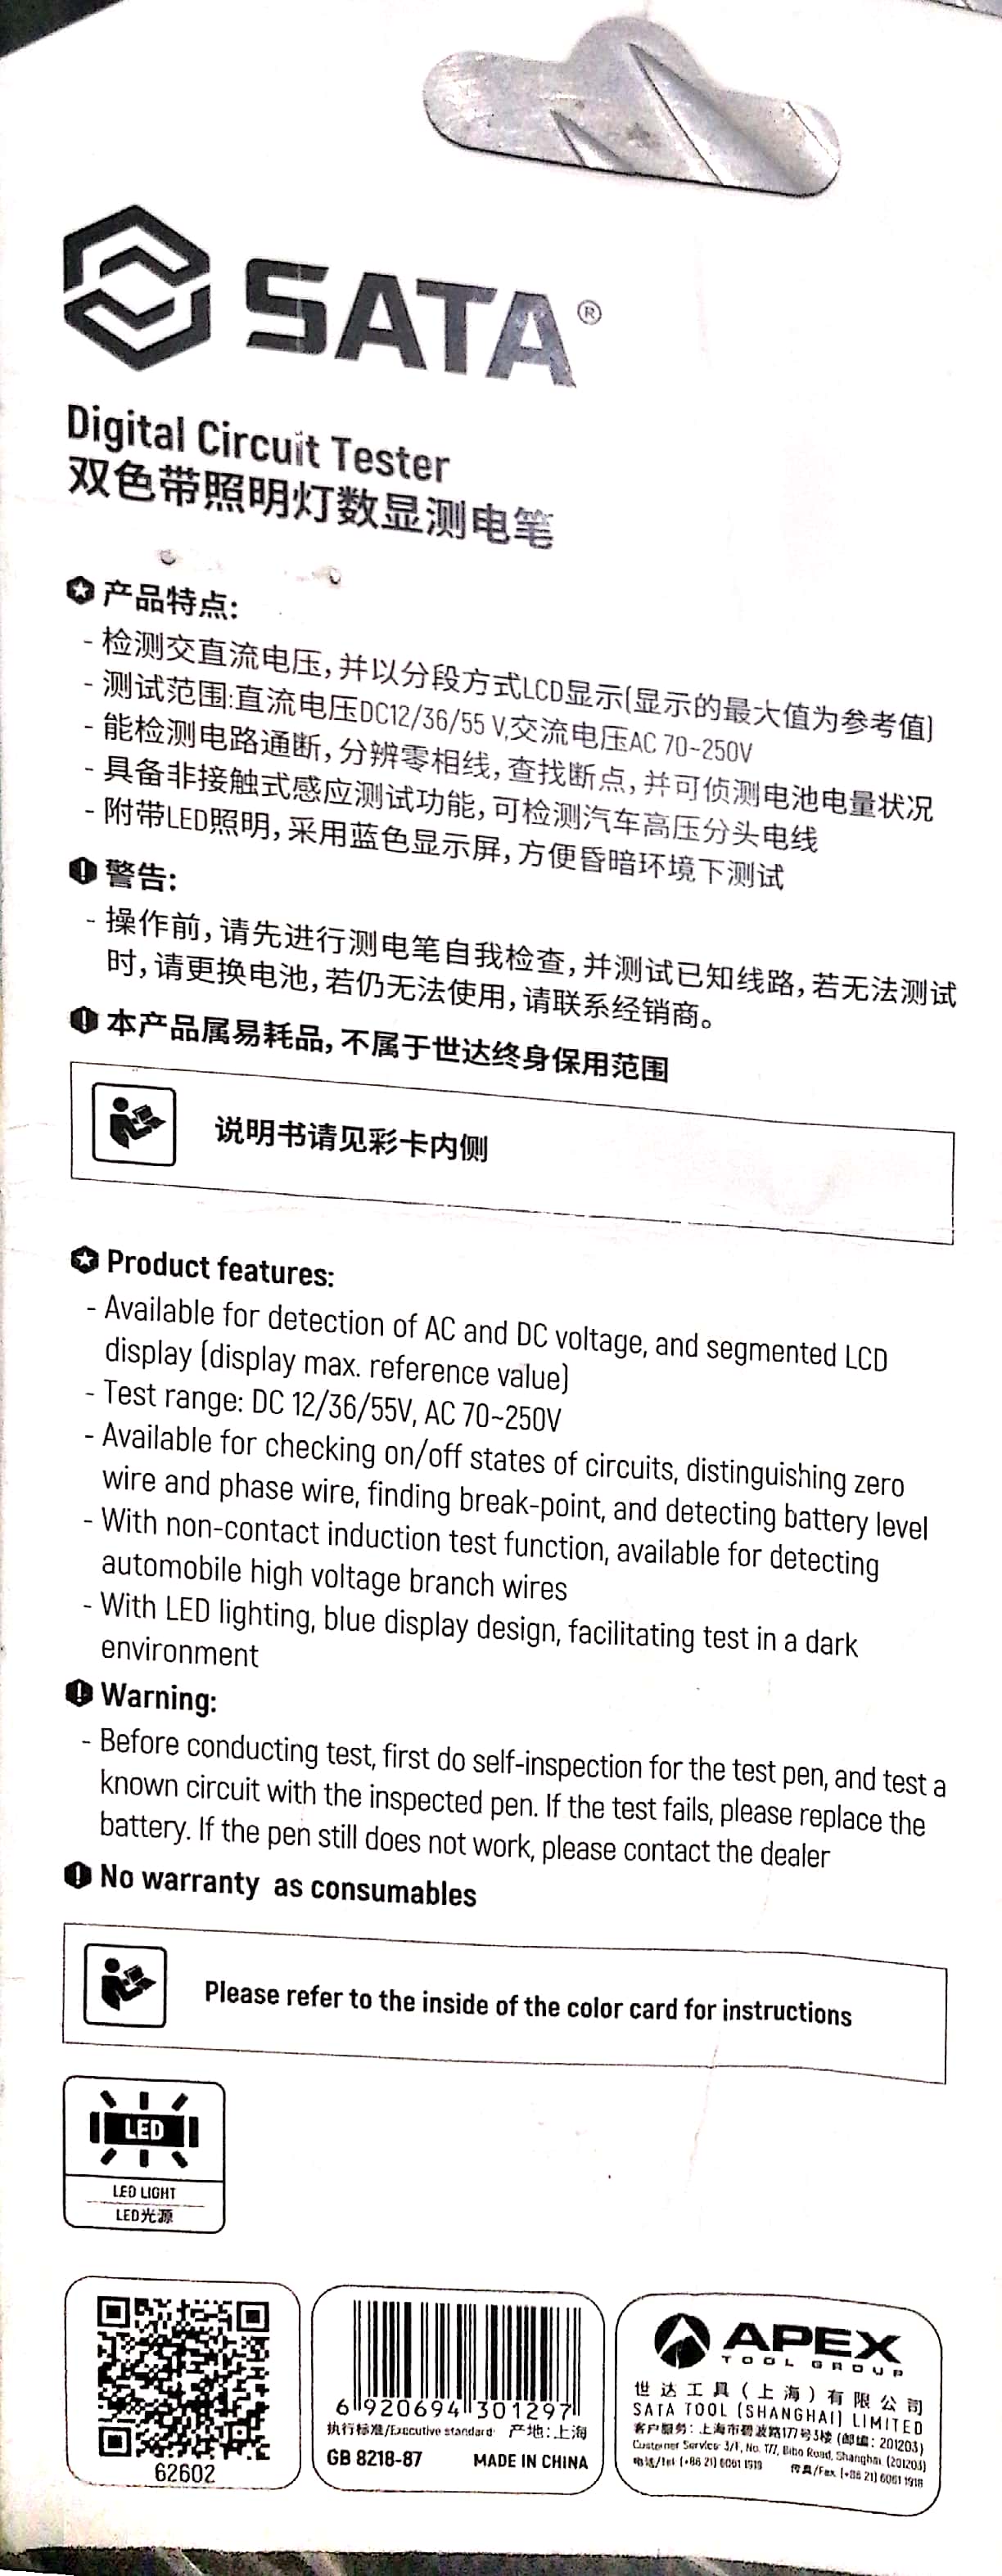 SATA®
Digital Circuit Tester
双色带照明灯数显测电笔
产品特点:
- 检测交直流电压,并以分段方式LCD显示(显示的最大值为参考值)
- 测试范围:直流电压DC12/36/55 V,交流电压AC 70~250V
- 能检测电路通断,分辨零相线,查找断点,并可侦测电池电量状况
- 具备非接触式感应测试功能,可检测汽车高压分头电线
- 附带LED照明,采用蓝色显示屏,方便昏暗环境下测试
警告:
- 操作前,请先进行测电笔自我检查,并测试已知线路,若无法测试
时,请更换电池,若仍无法使用,请联系经销商。
本产品属易耗品,不属于世达终身保用范围
说明书请见彩卡内侧
Product features:
- Available for detection of AC and DC voltage, and segmented LCD
display (display max. reference value)
- Test range: DC 12/36/55V, AC 70~250V
- Available for checking on/off states of circuits, distinguishing zero
wire and phase wire, finding break-point, and detecting battery level
- With non-contact induction test function, available for detecting
automobile high voltage branch wires
- With LED lighting, blue display design, facilitating test in a dark
environment
Warning:
- Before conducting test, first do self-inspection for the test pen, and test a
known circuit with the inspected pen. If the test fails, please replace the
battery. If the pen still does not work, please contact the dealer
No warranty as consumables
Please refer to the inside of the color card for instructions
LED
LED LIGHT
LED光源
62602
6 920694 301297
执行标准/Executive standard 产地:上海
GB 8218-87 MADE IN CHINA
APEX
TOOL GROUP
世达工具(上海)有限公司
SATA TOOL (SHANGHAI) LIMITED
客户服务: 上海市碧波路177号3楼 (邮编: 201203)
Customer Service: 3/F, No. 177, Bibo Road, Shanghai (201203)
电话/Tel (+86 21) 6061 1919 传真/Fax (+86 21) 6061 1918